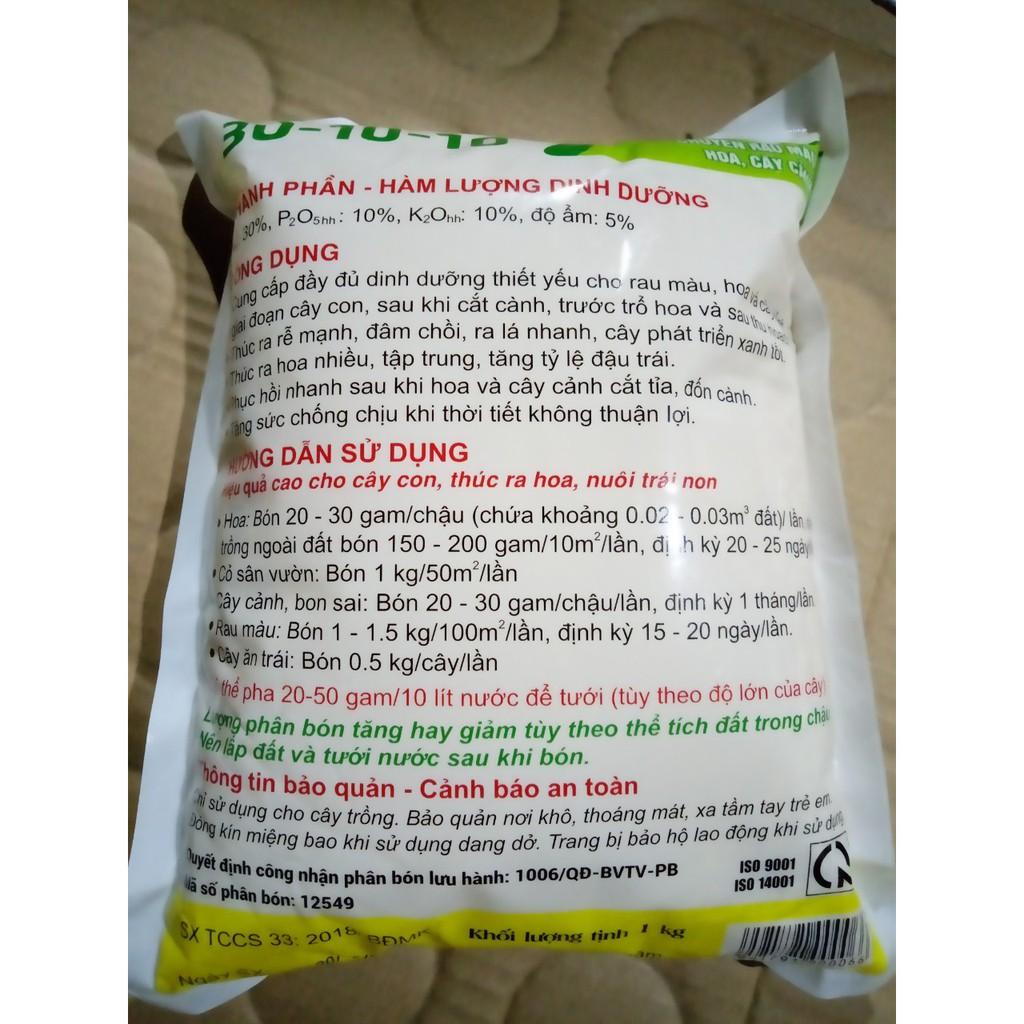 30-10-10
CHUYÊN RAU MÀU
HOA, CÂY CẢNH
THÀNH PHẦN - HÀM LƯỢNG DINH DƯỠNG
30%, P₂O₅hh: 10%, K₂Ohh: 10%, độ ẩm: 5%
CÔNG DỤNG
Cung cấp đầy đủ dinh dưỡng thiết yếu cho rau màu, hoa và cây
giai đoạn cây con, sau khi cắt cành, trước trổ hoa và sau thu hoạch
Thúc ra rễ mạnh, đâm chồi, ra lá nhanh, cây phát triển xanh tốt.
Thúc ra hoa nhiều, tập trung, tăng tỷ lệ đậu trái.
Phục hồi nhanh sau khi hoa và cây cảnh cắt tỉa, đốn cành.
Tăng sức chống chịu khi thời tiết không thuận lợi.
HƯỚNG DẪN SỬ DỤNG
Hiệu quả cao cho cây con, thúc ra hoa, nuôi trái non
• Hoa: Bón 20 - 30 gam/chậu (chứa khoảng 0.02 - 0.03m³ đất)/ lần
trồng ngoài đất bón 150 - 200 gam/10m²/lần, định kỳ 20 - 25 ngày/
• Cỏ sân vườn: Bón 1 kg/50m²/lần
Cây cảnh, bon sai: Bón 20 - 30 gam/chậu/lần, định kỳ 1 tháng/lần
• Rau màu: Bón 1 - 1.5 kg/100m²/lần, định kỳ 15 - 20 ngày/lần.
• Cây ăn trái: Bón 0.5 kg/cây/lần
thể pha 20-50 gam/10 lít nước để tưới (tùy theo độ lớn của cây)
Lượng phân bón tăng hay giảm tùy theo thể tích đất trong chậu
Nên lấp đất và tưới nước sau khi bón.
Thông tin bảo quản - Cảnh báo an toàn
Chỉ sử dụng cho cây trồng. Bảo quản nơi khô, thoáng mát, xa tầm tay trẻ em.
Đóng kín miệng bao khi sử dụng dang dở. Trang bị bảo hộ lao động khi sử dụng
Quyết định công nhận phân bón lưu hành: 1006/QĐ-BVTV-PB
Mã số phân bón: 12549
ISO 9001
ISO 14001
SX TCCS 33: 2018 BĐMK
Khối lượng tịnh 1 kg
Ngày SX